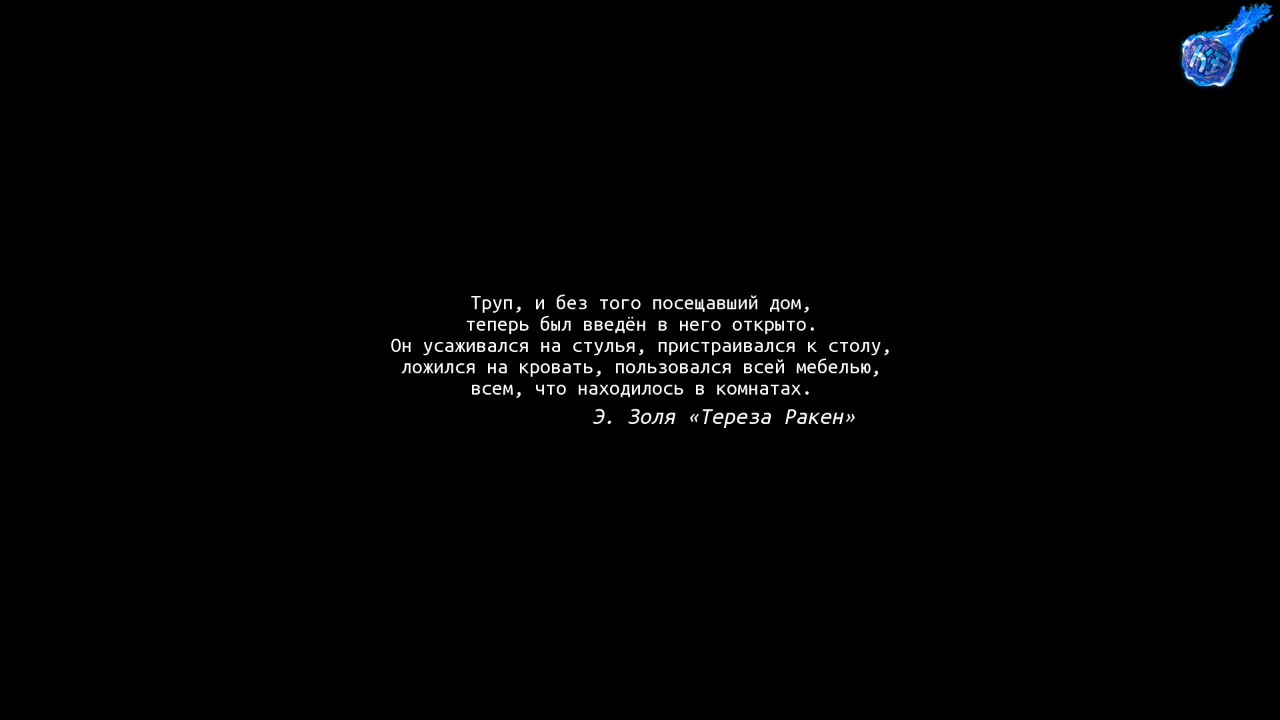 Труп, и без того посещавший дом,
теперь был введён в него открыто.
Он усаживался на стулья, пристраивался к столу,
ложился на кровать, пользовался всей мебелью,
всем, что находилось в комнатах.
Э. Золя «Тереза Ракен»